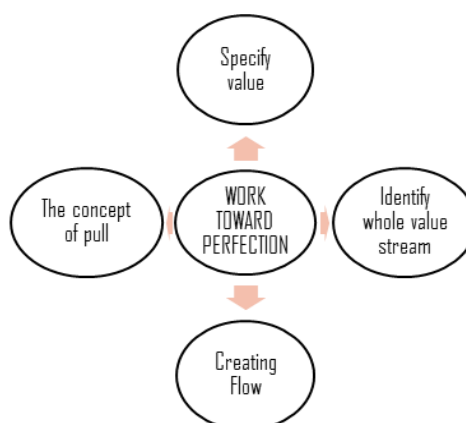 Specify
value
The concept
of pull
WORK
TOWARD
PERFECTION
Identify
whole value
stream
Creating
Flow